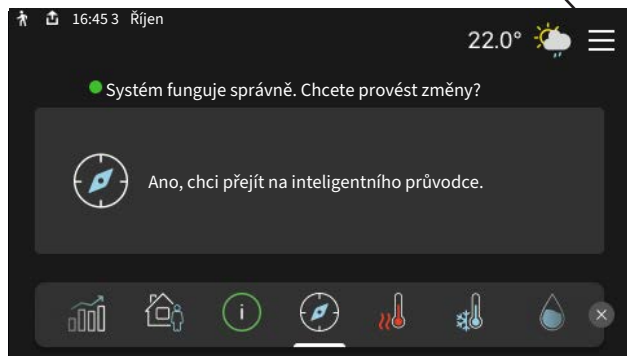 16:45 3 Říjen
22.0°
Systém funguje správně. Chcete provést změny?
Ano, chci přejít na inteligentního průvodce.
i